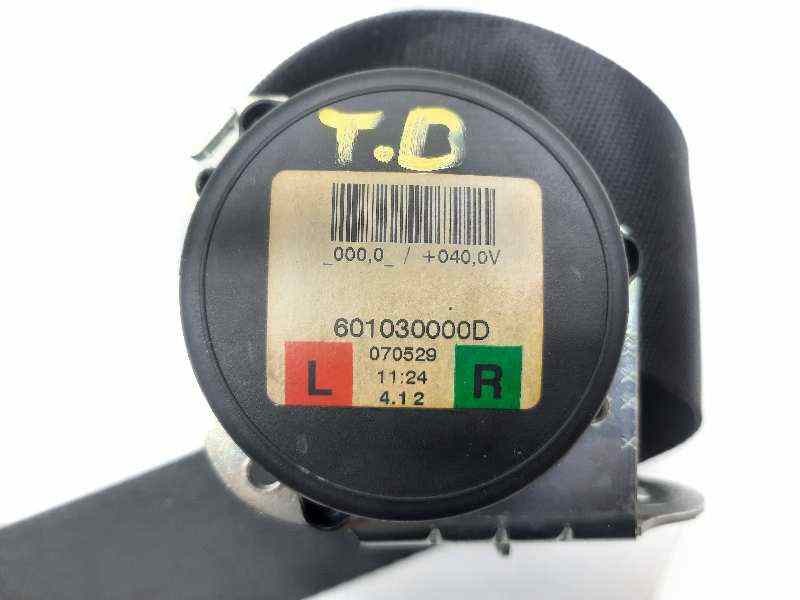 T.D
_000,0_ / +040,0V
601030000D
070529
L
11:24
R
4.1 2